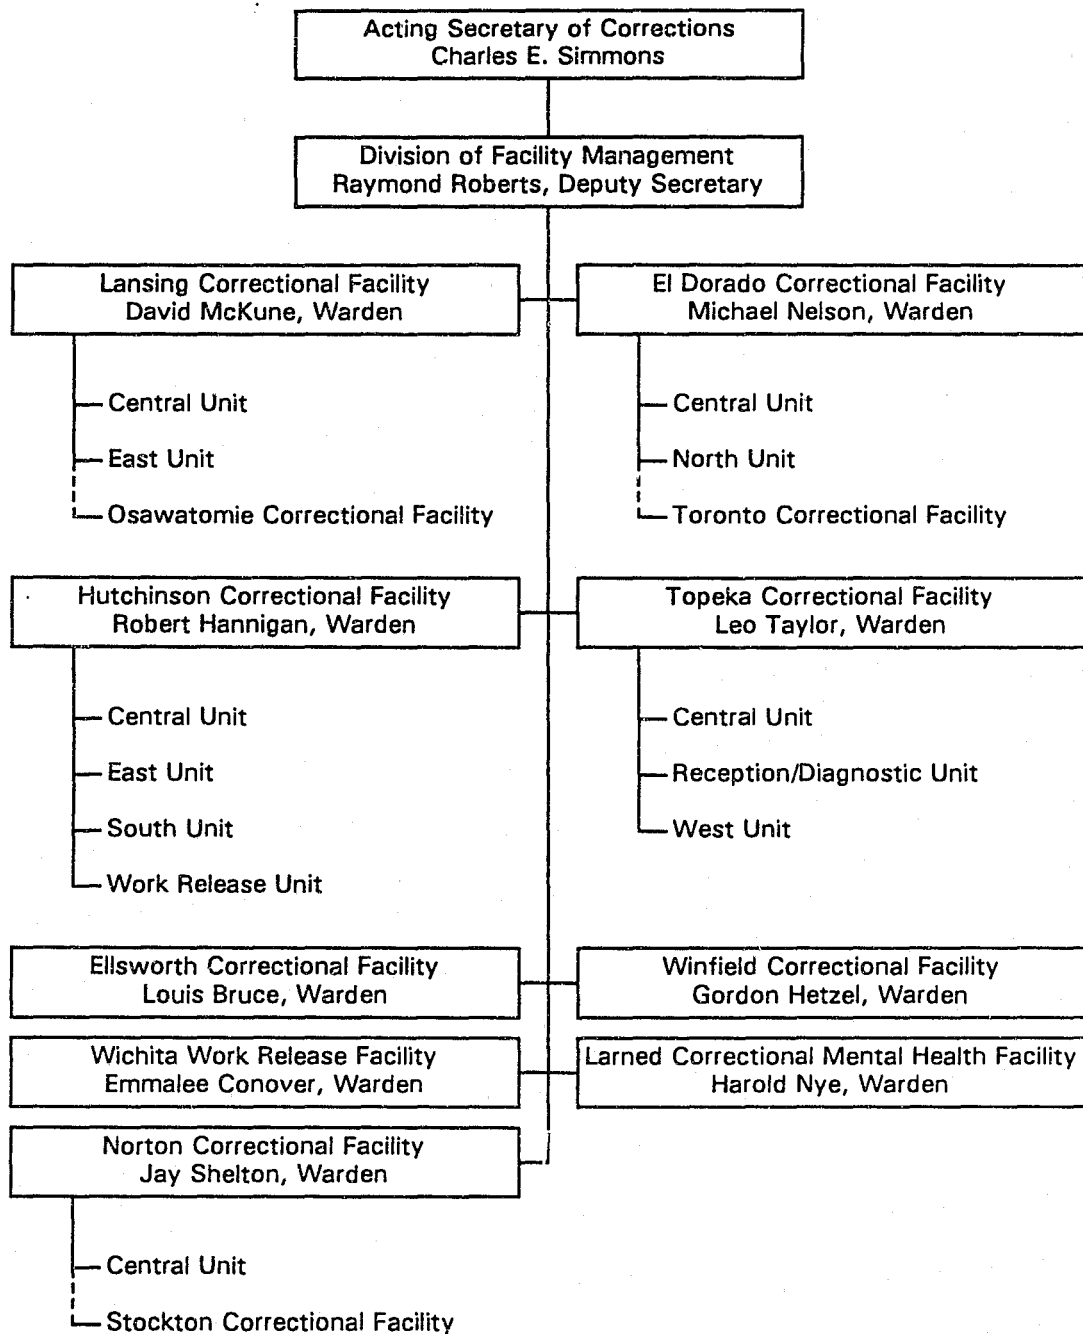 Acting Secretary of Corrections
Charles E. Simmons
Division of Facility Management
Raymond Roberts, Deputy Secretary
Lansing Correctional Facility
David McKune, Warden
Central Unit
East Unit
Osawatomie Correctional Facility
El Dorado Correctional Facility
Michael Nelson, Warden
Central Unit
North Unit
Toronto Correctional Facility
Hutchinson Correctional Facility
Robert Hannigan, Warden
Central Unit
East Unit
South Unit
Work Release Unit
Topeka Correctional Facility
Leo Taylor, Warden
Central Unit
Reception/Diagnostic Unit
West Unit
Ellsworth Correctional Facility
Louis Bruce, Warden
Winfield Correctional Facility
Gordon Hetzel, Warden
Wichita Work Release Facility
Emmalee Conover, Warden
Larned Correctional Mental Health Facility
Harold Nye, Warden
Norton Correctional Facility
Jay Shelton, Warden
Central Unit
Stockton Correctional Facility